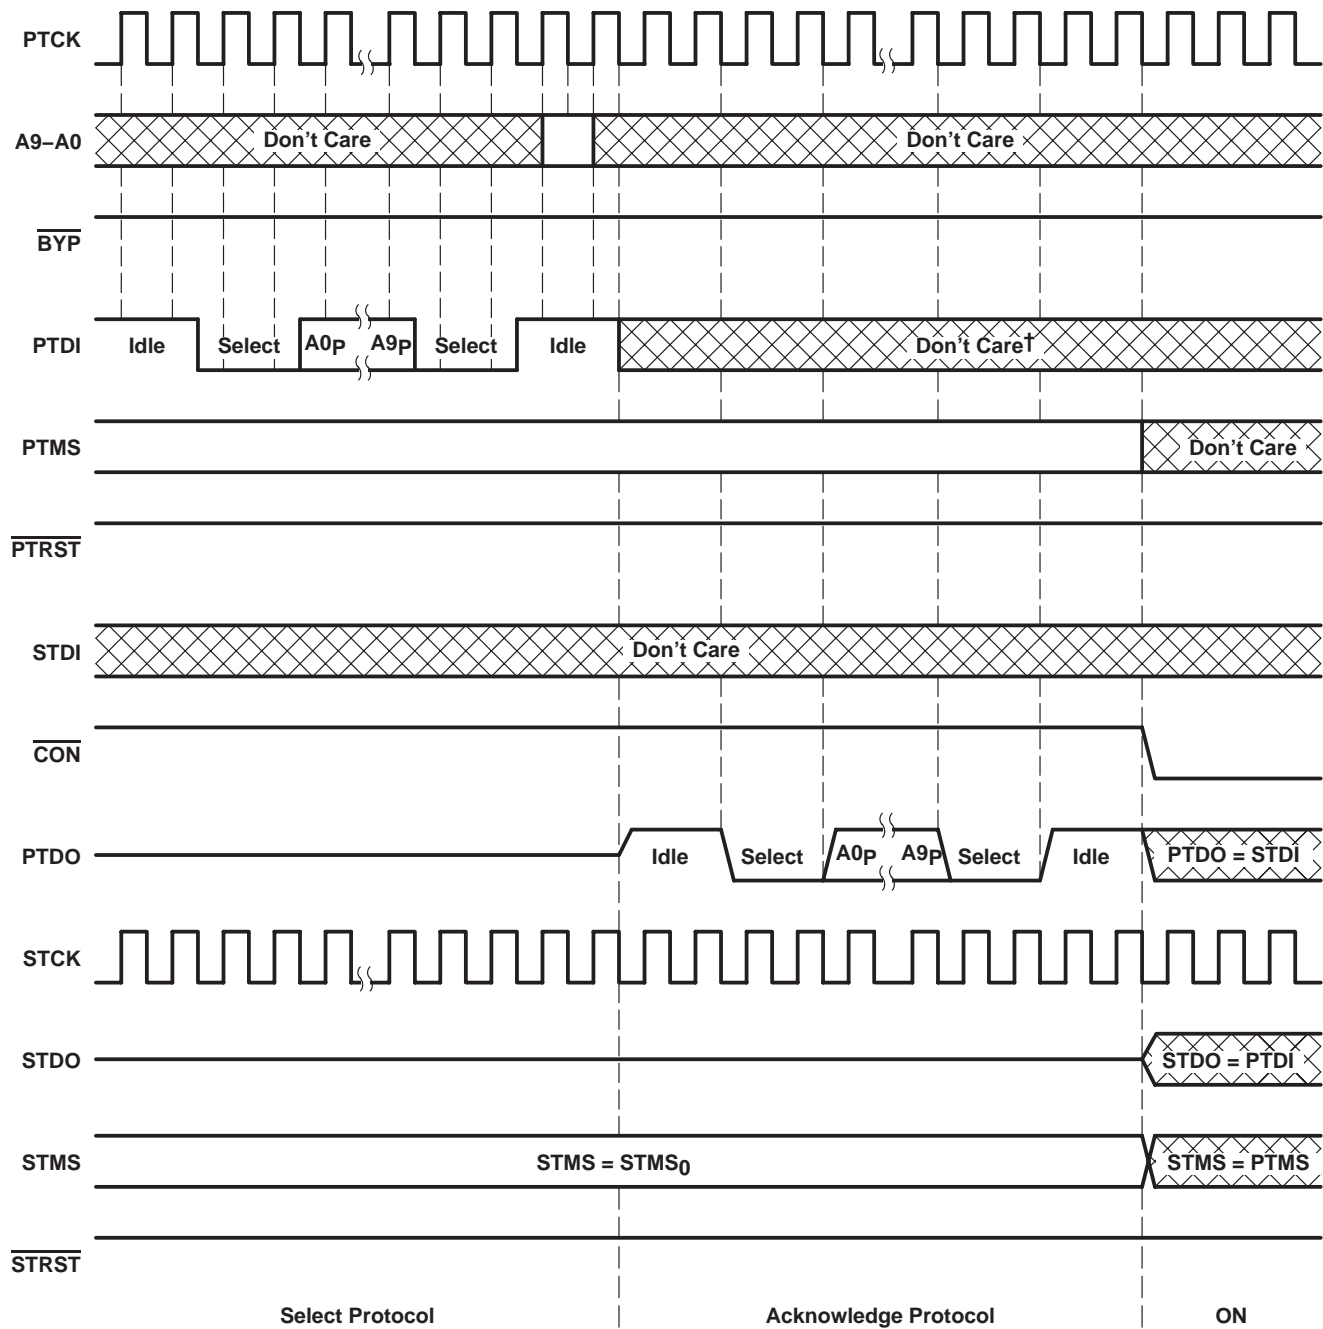 PTCK
A9–A0 Don't Care Don't Care
BYP
PTDI Idle Select A0P A9P Select Idle Don't Care†
PTMS Don't Care
PTRST
STDI Don't Care
CON
PTDO Idle Select A0P A9P Select Idle PTDO = STDI
STCK
STDO STDO = PTDI
STMS STMS = STMS0 STMS = PTMS
STRST
Select Protocol Acknowledge Protocol ON